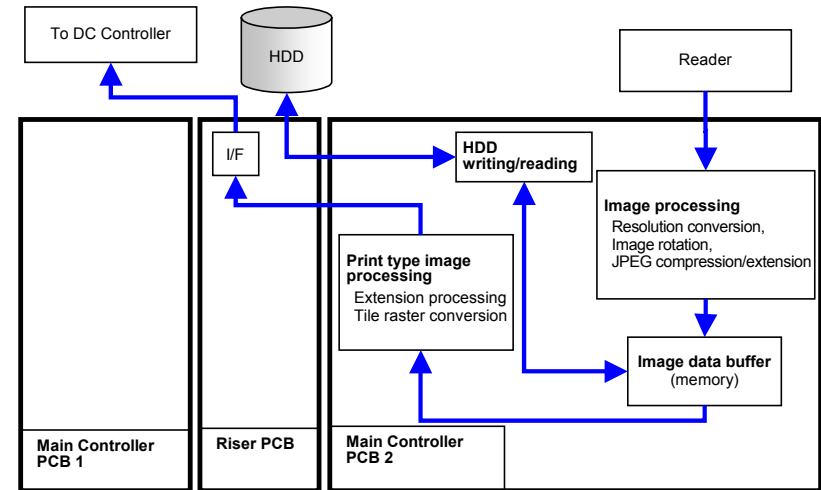 To DC Controller
HDD
Reader
I/F
HDD
writing/reading
Image processing
Resolution conversion,
Image rotation,
JPEG compression/extension
Print type image
processing
Extension processing
Tile raster conversion
Image data buffer
(memory)
Main Controller
PCB 1
Riser PCB
Main Controller
PCB 2